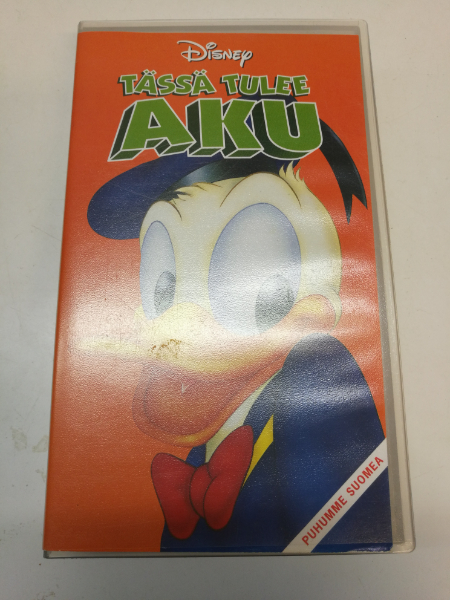 Disney
TÄSSÄ TULEE
AKU
PUHUMME SUOMEA